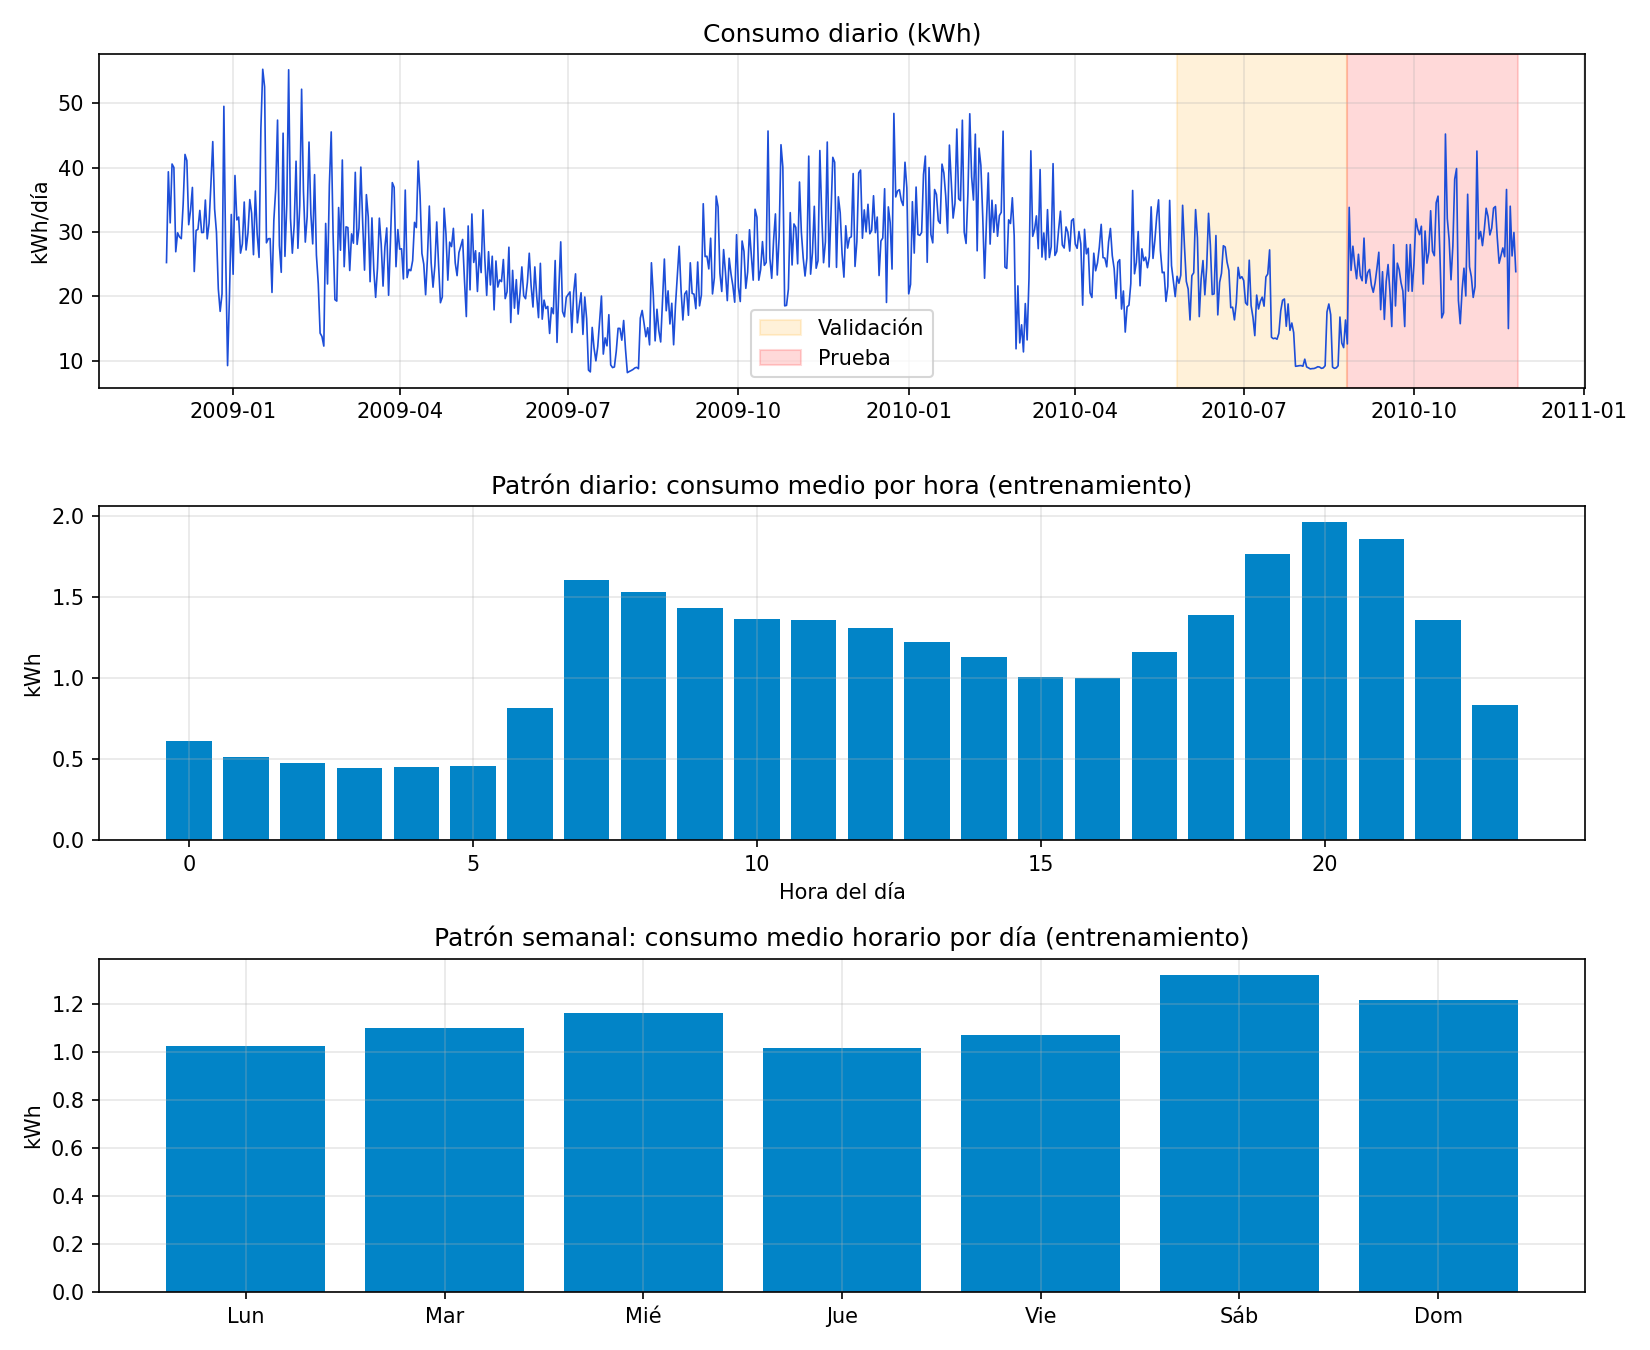 Consumo diario (kWh)
kWh/día
50
40
30
20
10
Validación
Prueba
2009-01 2009-04 2009-07 2009-10 2010-01 2010-04 2010-07 2010-10 2011-01
Patrón diario: consumo medio por hora (entrenamiento)
kWh
2.0
1.5
1.0
0.5
0.0
0 5 10 15 20
Hora del día
Patrón semanal: consumo medio horario por día (entrenamiento)
kWh
1.2
1.0
0.8
0.6
0.4
0.2
0.0
Lun Mar Mié Jue Vie Sáb Dom